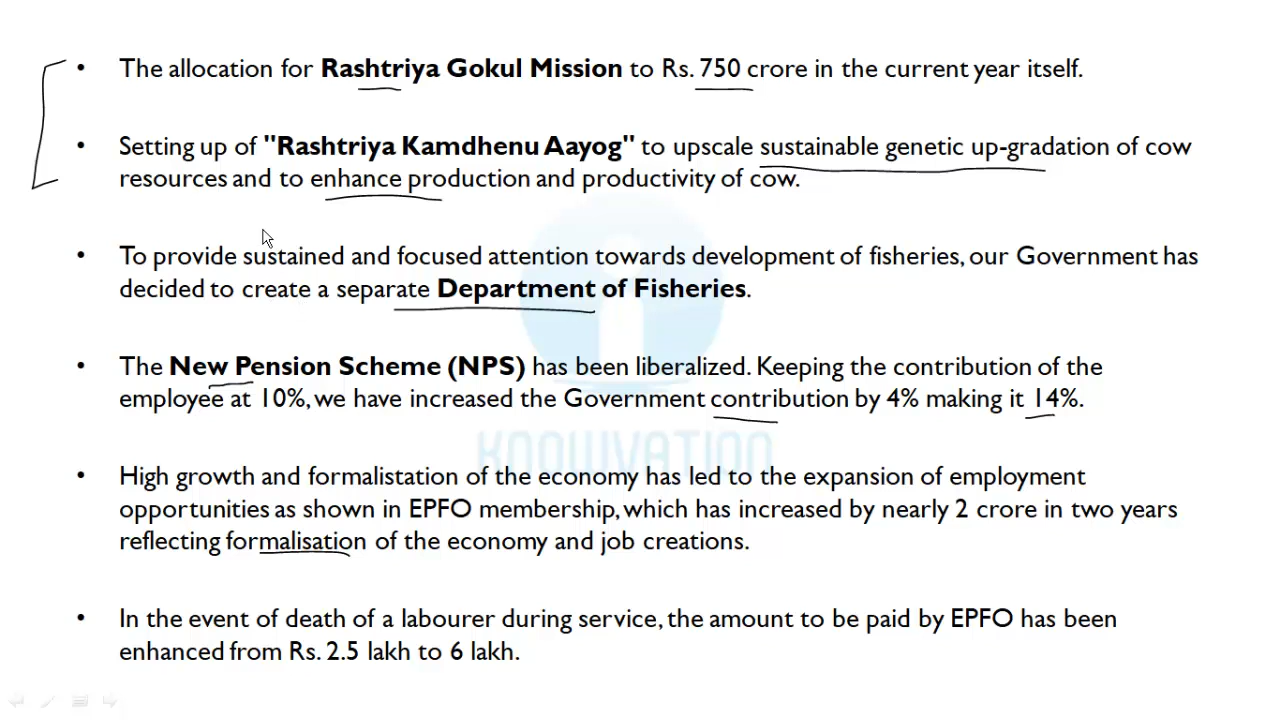 • The allocation for Rashtriya Gokul Mission to Rs. 750 crore in the current year itself.
• Setting up of "Rashtriya Kamdhenu Aayog" to upscale sustainable genetic up-gradation of cow
resources and to enhance production and productivity of cow.
• To provide sustained and focused attention towards development of fisheries, our Government has
decided to create a separate Department of Fisheries.
• The New Pension Scheme (NPS) has been liberalized. Keeping the contribution of the
employee at 10%, we have increased the Government contribution by 4% making it 14%.
KNOWVATION
• High growth and formalistation of the economy has led to the expansion of employment
opportunities as shown in EPFO membership, which has increased by nearly 2 crore in two years
reflecting formalisation of the economy and job creations.
• In the event of death of a labourer during service, the amount to be paid by EPFO has been
enhanced from Rs. 2.5 lakh to 6 lakh.